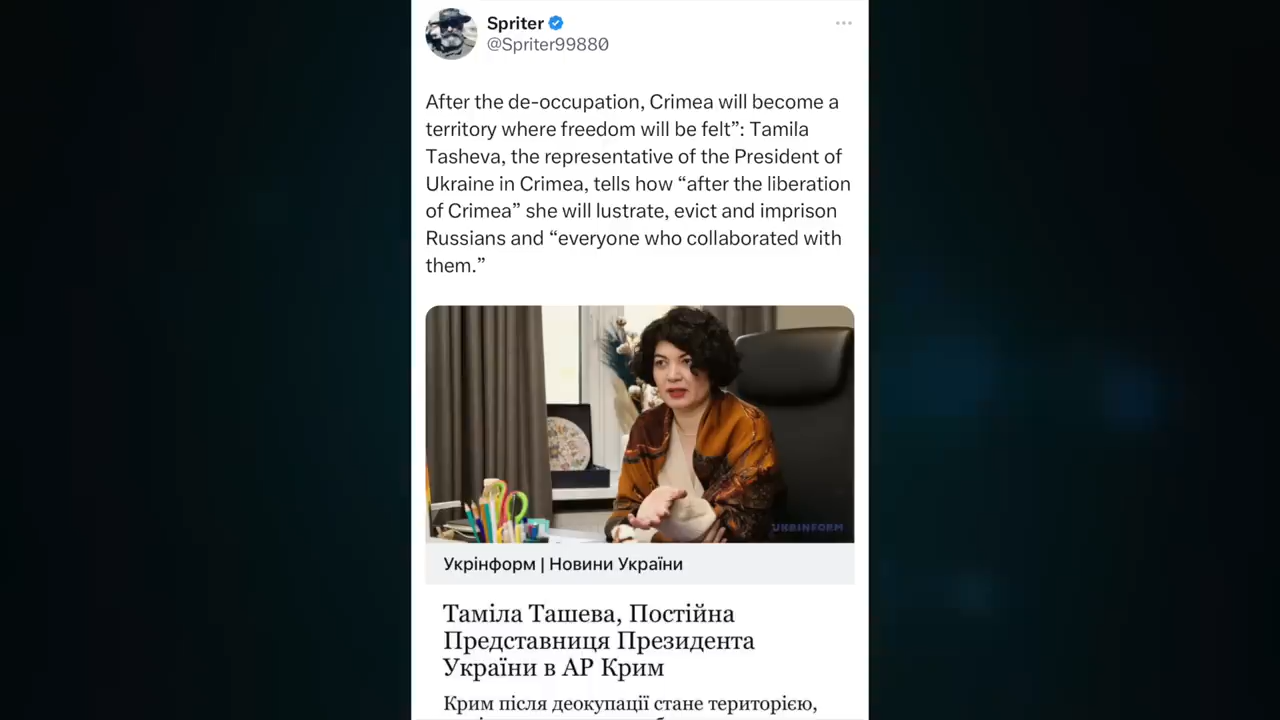 Spriter
@Spriter99880
After the de-occupation, Crimea will become a
territory where freedom will be felt”: Tamila
Tasheva, the representative of the President of
Ukraine in Crimea, tells how “after the liberation
of Crimea” she will lustrate, evict and imprison
Russians and “everyone who collaborated with
them.”
UKRINFORM
Укрінформ | Новини України
Таміла Ташева, Постійна
Представниця Президента
України в АР Крим
Крим після деокупації стане територією,